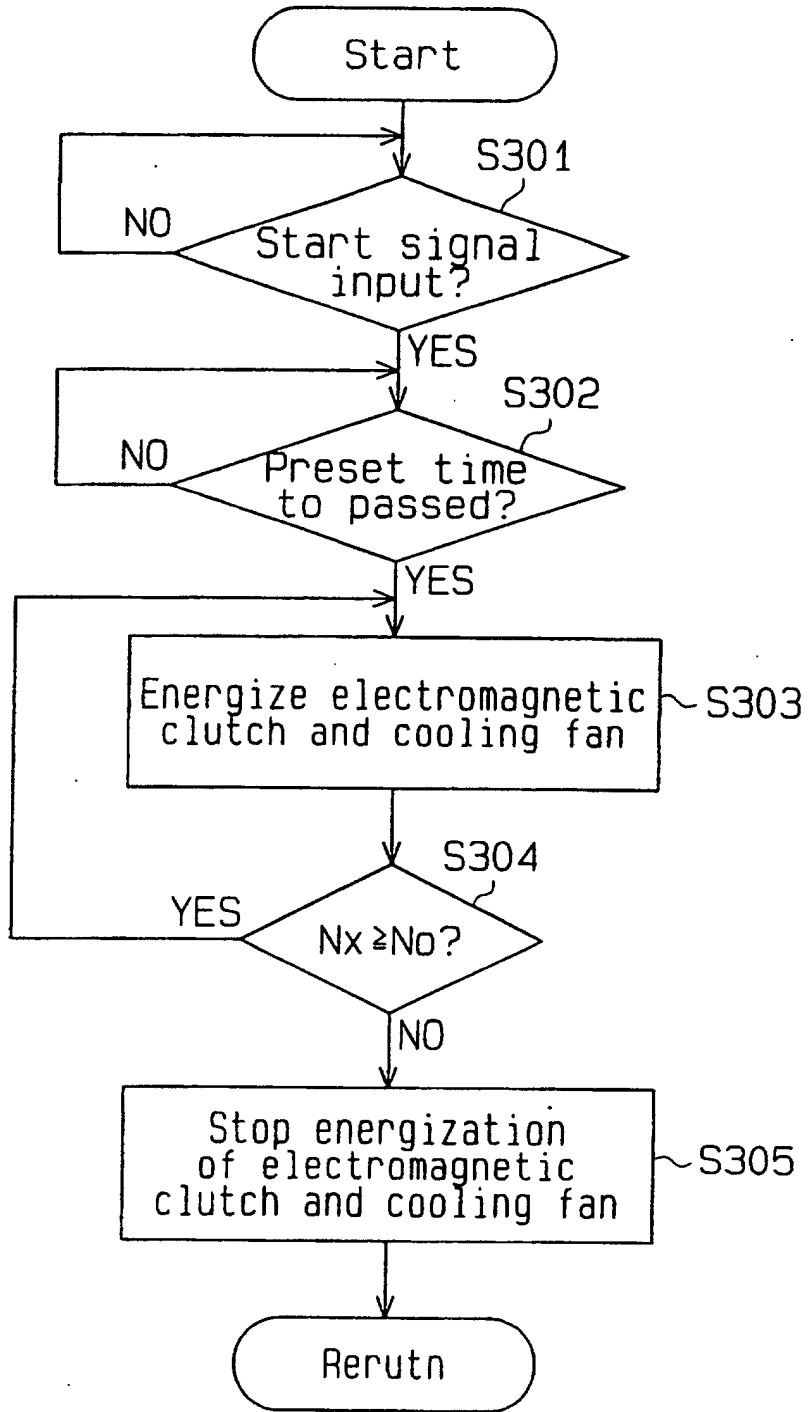 Start
S301
NO
Start signal
input?
YES
S302
NO
Preset time
to passed?
YES
Energize electromagnetic
clutch and cooling fan
S303
S304
YES
Nx≧No?
NO
Stop energization
of electromagnetic
clutch and cooling fan
S305
Rerutn